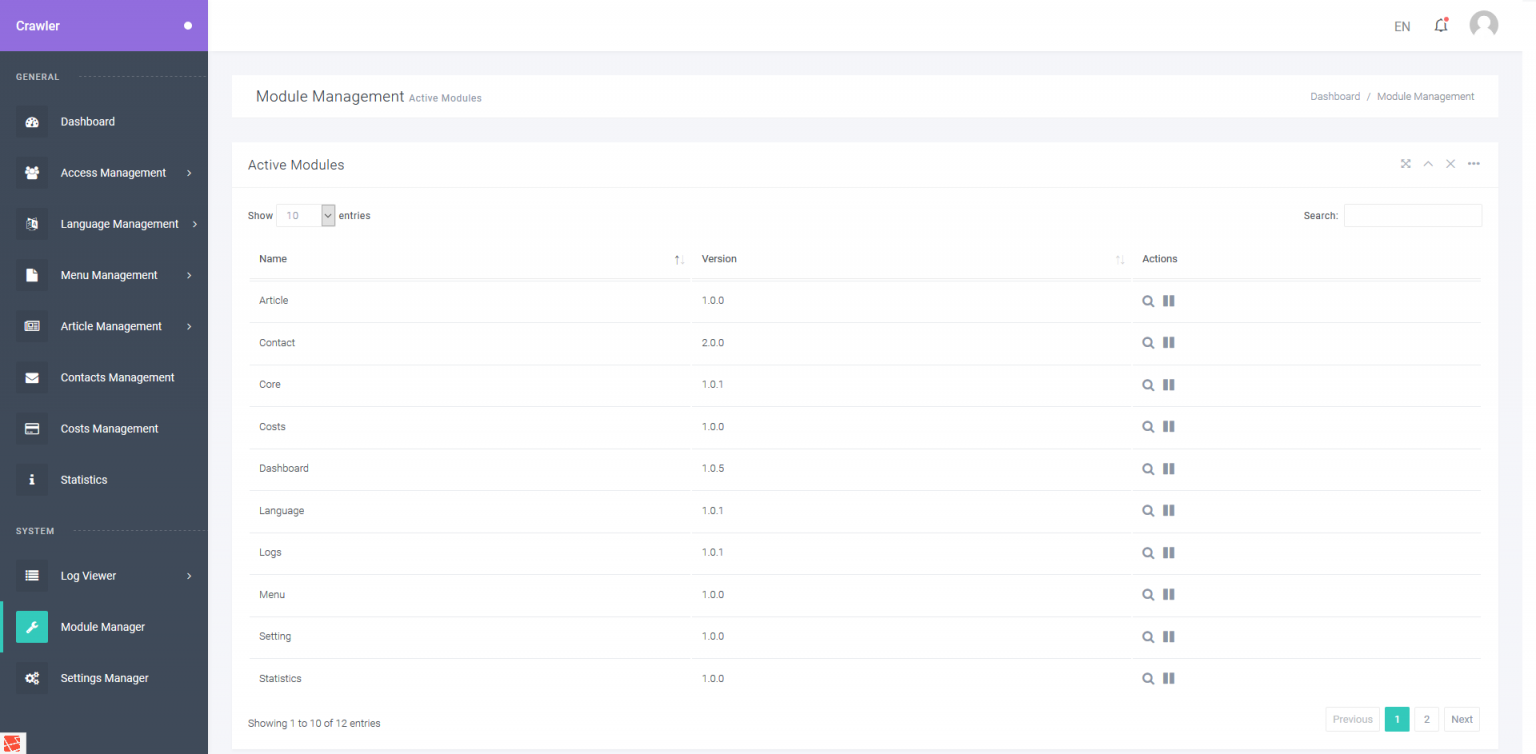 Crawler
EN
GENERAL
Dashboard
Access Management
Language Management
Menu Management
Article Management
Contacts Management
Costs Management
Statistics
SYSTEM
Log Viewer
Module Manager
Settings Manager
Module Management Active Modules
Dashboard / Module Management
Active Modules
Show 10 entries
Search:
Name Version Actions
Article 1.0.0
Contact 2.0.0
Core 1.0.1
Costs 1.0.0
Dashboard 1.0.5
Language 1.0.1
Logs 1.0.1
Menu 1.0.0
Setting 1.0.0
Statistics 1.0.0
Showing 1 to 10 of 12 entries
Previous 1 2 Next